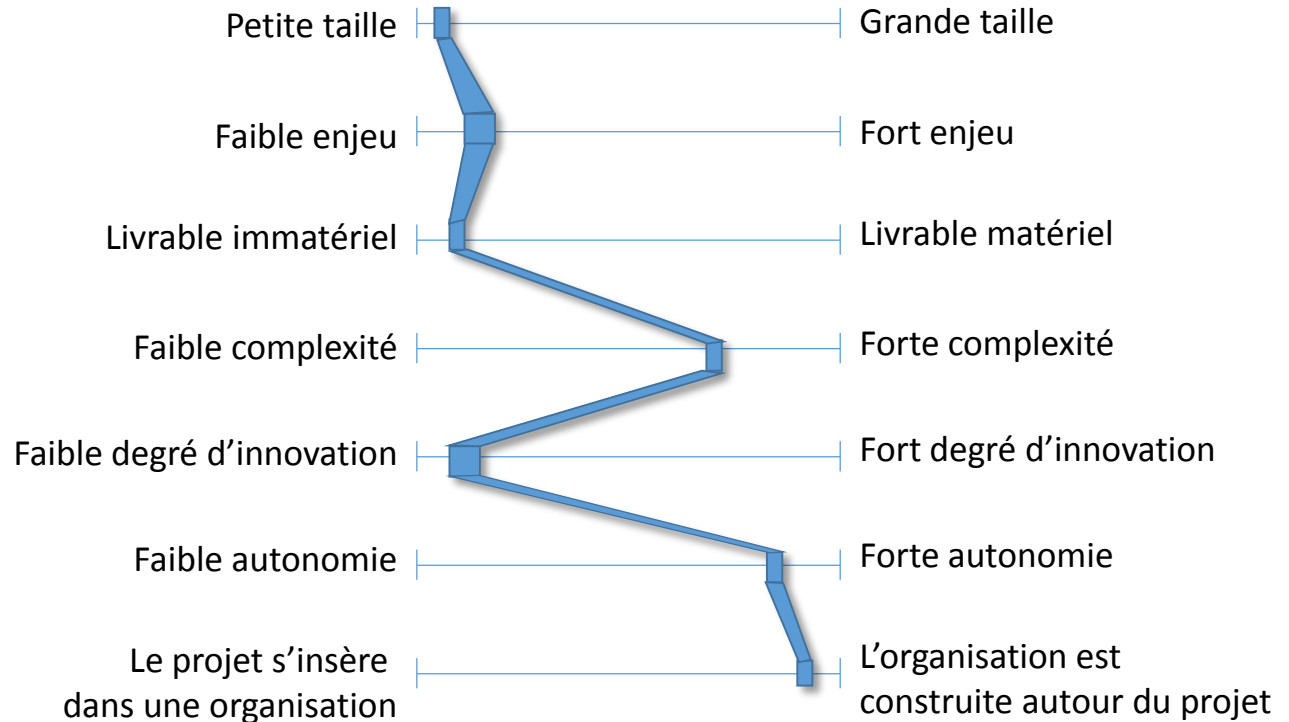 Petite taille
Grande taille
Faible enjeu
Fort enjeu
Livrable immatériel
Livrable matériel
Faible complexité
Forte complexité
Faible degré d’innovation
Fort degré d’innovation
Faible autonomie
Forte autonomie
Le projet s’insère
dans une organisation
L’organisation est
construite autour du projet